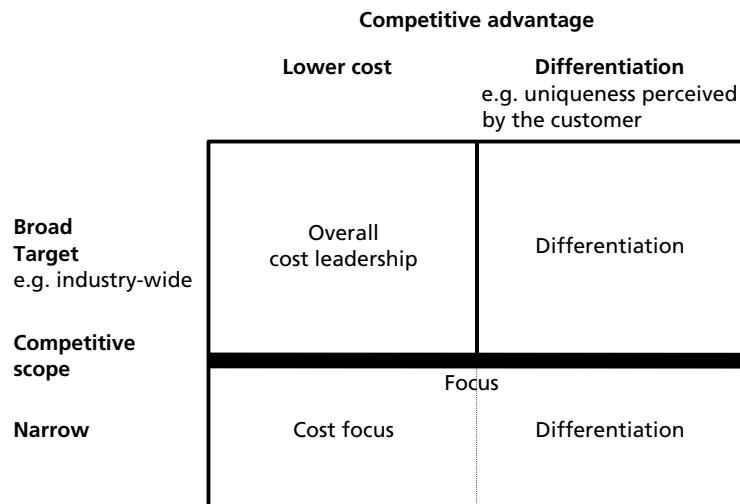 Competitive advantage
Lower cost
Differentiation
e.g. uniqueness perceived
by the customer
Broad
Target
e.g. industry-wide
Overall
cost leadership
Differentiation
Competitive
scope
Focus
Narrow
Cost focus
Differentiation